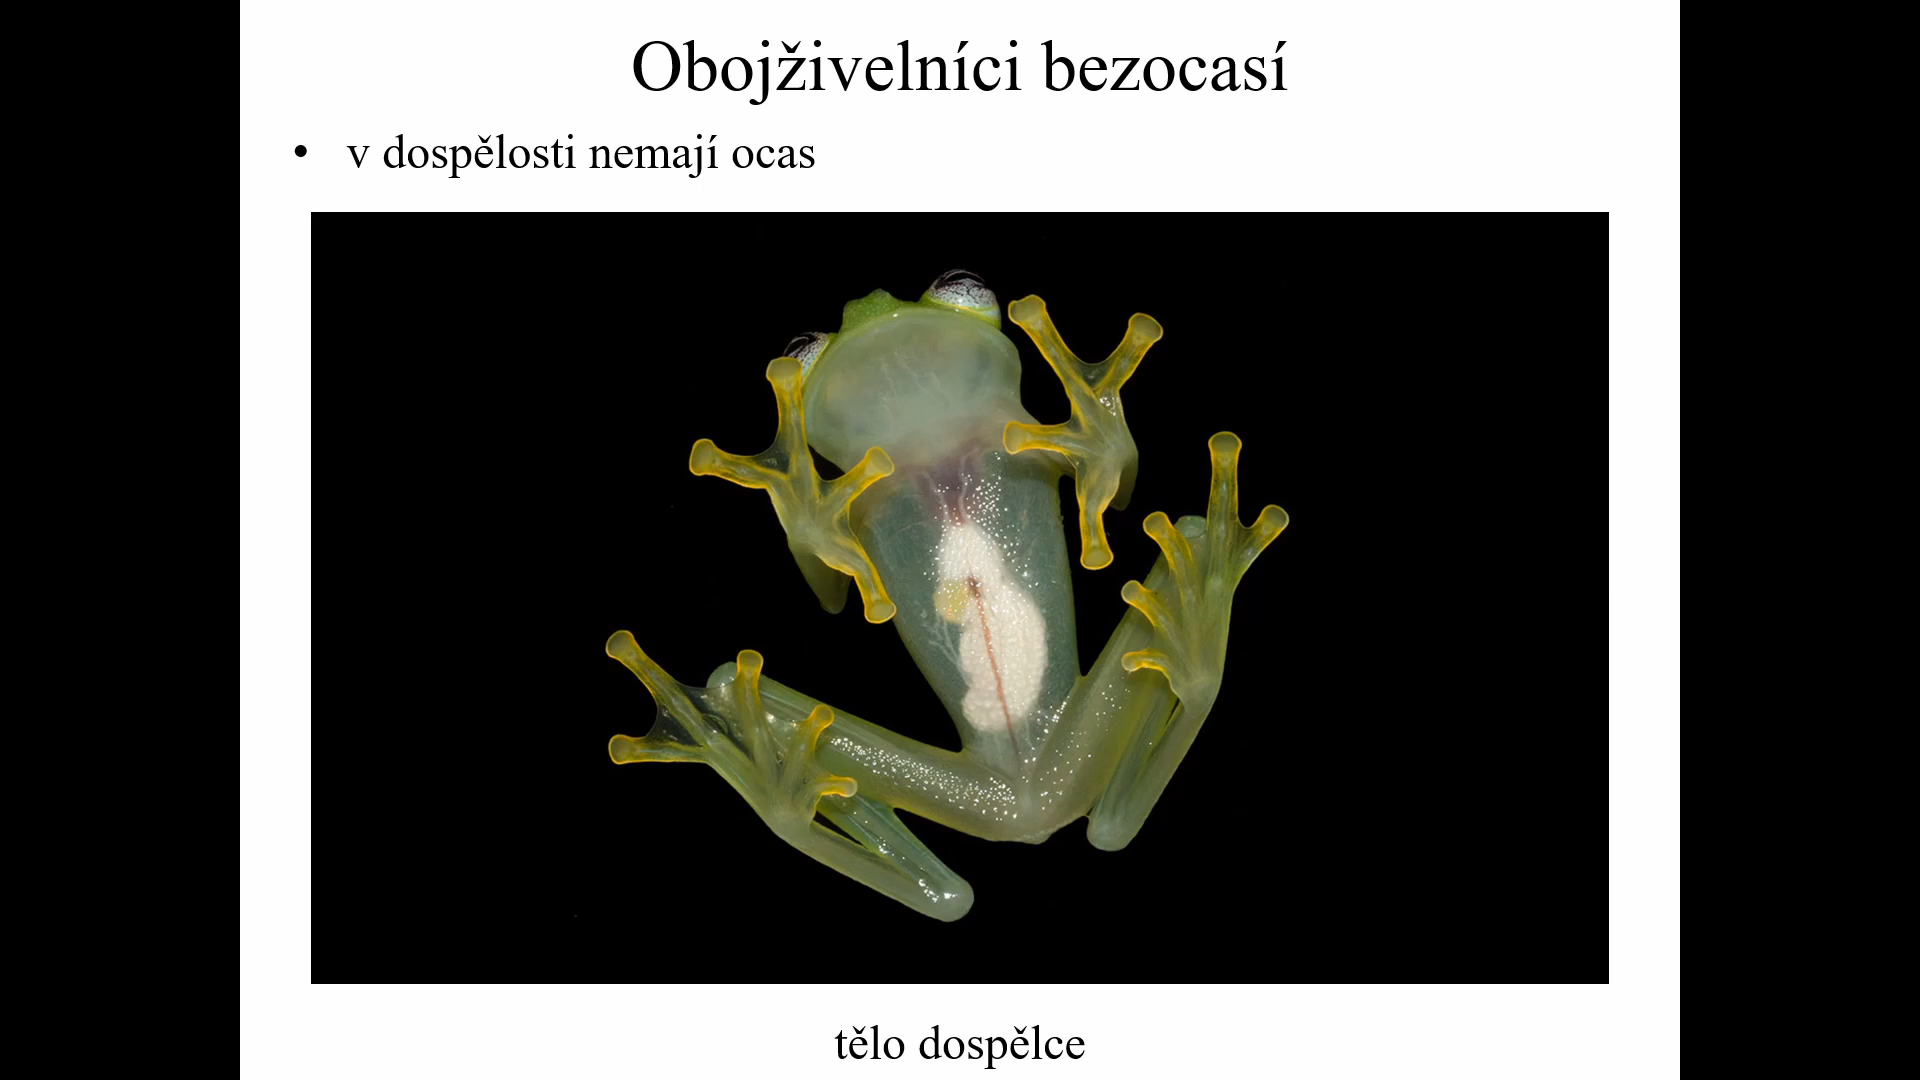 Obojživelníci bezocasí
• v dospělosti nemají ocas
tělo dospělce